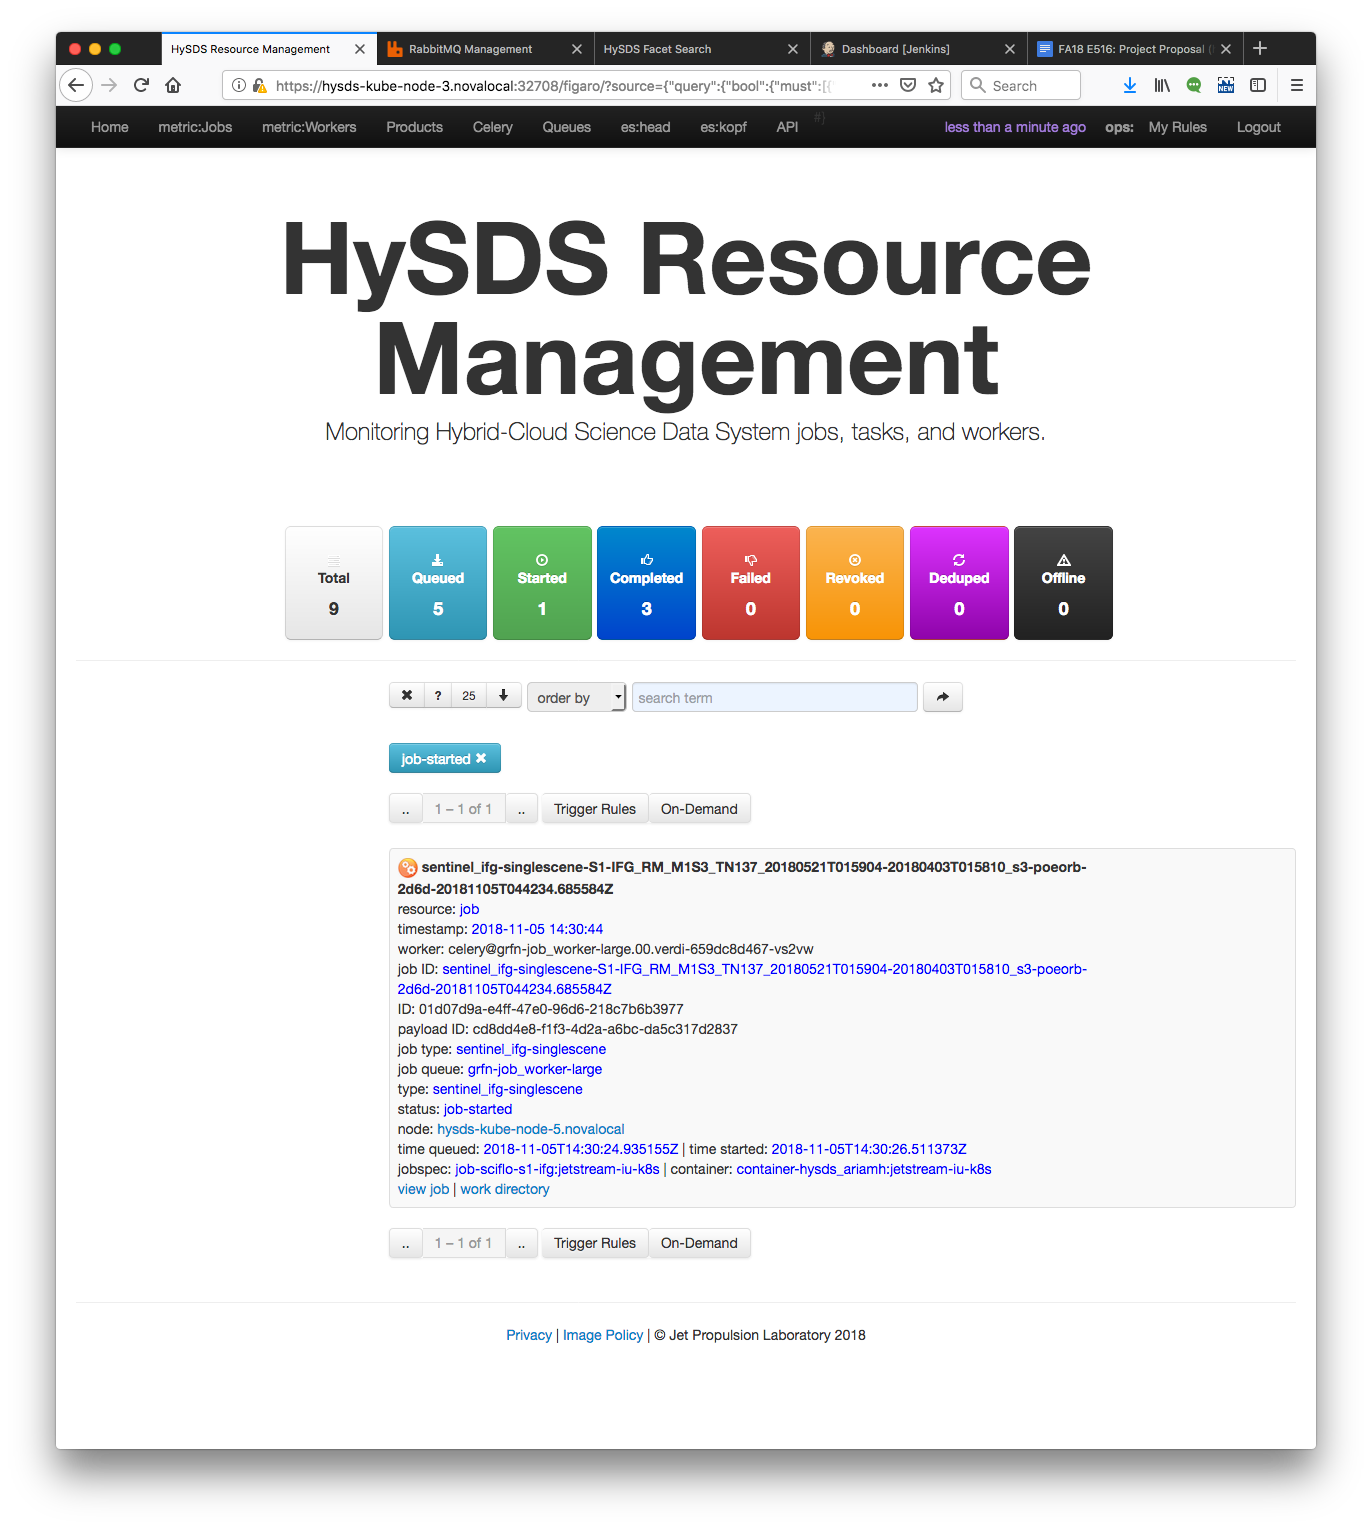 HySDS Resource Management
RabbitMQ Management
HySDS Facet Search
Dashboard [Jenkins]
FA18 E516: Project Proposal (
https://hysds-kube-node-3.novalocal:32708/figaro/?source={"query":{"bool":{"must":[{
Search
NEW
Home metric:Jobs metric:Workers Products Celery Queues es:head es:kopf API #} less than a minute ago ops: My Rules Logout
HySDS Resource
Management
Monitoring Hybrid-Cloud Science Data System jobs, tasks, and workers.
Total Queued Started Completed Failed Revoked Deduped Offline
9 5 1 3 0 0 0 0
? 25 order by search term
job-started
.. 1 – 1 of 1 .. Trigger Rules On-Demand
sentinel_ifg-singlescene-S1-IFG_RM_M1S3_TN137_20180521T015904-20180403T015810_s3-poeorb-
2d6d-20181105T044234.685584Z
resource: job
timestamp: 2018-11-05 14:30:44
worker: celery@grfn-job_worker-large.00.verdi-659dc8d467-vs2vw
job ID: sentinel_ifg-singlescene-S1-IFG_RM_M1S3_TN137_20180521T015904-20180403T015810_s3-poeorb-
2d6d-20181105T044234.685584Z
ID: 01d07d9a-e4ff-47e0-96d6-218c7b6b3977
payload ID: cd8dd4e8-f1f3-4d2a-a6bc-da5c317d2837
job type: sentinel_ifg-singlescene
job queue: grfn-job_worker-large
type: sentinel_ifg-singlescene
status: job-started
node: hysds-kube-node-5.novalocal
time queued: 2018-11-05T14:30:24.935155Z | time started: 2018-11-05T14:30:26.511373Z
jobspec: job-sciflo-s1-ifg:jetstream-iu-k8s | container: container-hysds_ariamh:jetstream-iu-k8s
view job | work directory
.. 1 – 1 of 1 .. Trigger Rules On-Demand
Privacy | Image Policy | © Jet Propulsion Laboratory 2018